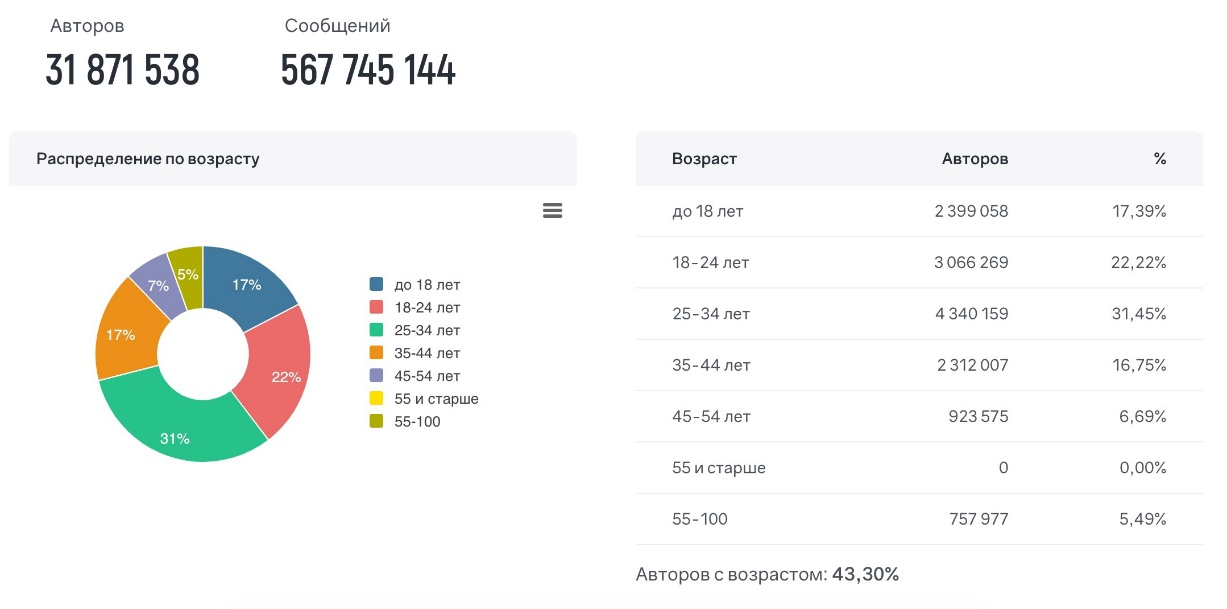 Авторов Сообщений
31 871 538 567 745 144
Распределение по возрасту
17%
22%
31%
17%
7%
5%
до 18 лет
18-24 лет
25-34 лет
35-44 лет
45-54 лет
55 и старше
55-100
Возраст Авторов %
до 18 лет 2 399 058 17,39%
18-24 лет 3 066 269 22,22%
25-34 лет 4 340 159 31,45%
35-44 лет 2 312 007 16,75%
45-54 лет 923 575 6,69%
55 и старше 0 0,00%
55-100 757 977 5,49%
Авторов с возрастом: 43,30%